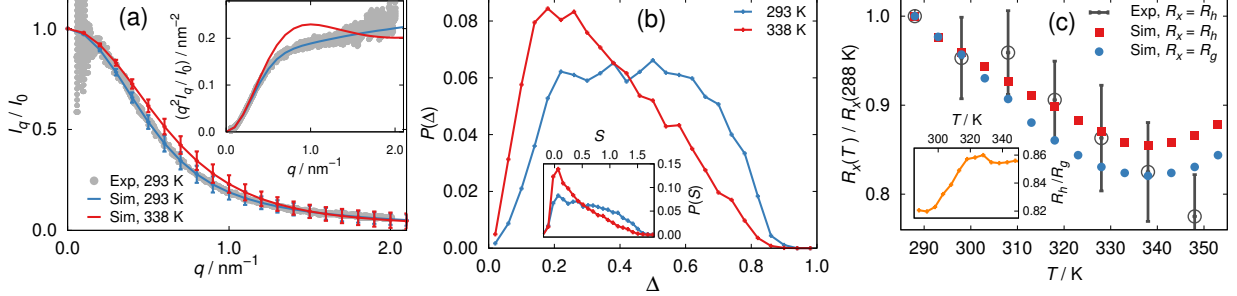 (a)
I_q / I_0
1.0
0.5
0.0
0.0
1.0
2.0
q / nm⁻¹
Exp, 293 K
Sim, 293 K
Sim, 338 K
(q² I_q / I_0) / nm⁻²
0.2
0.1
0.0
0.0
1.0
2.0
q / nm⁻¹
(b)
293 K
338 K
P(Δ)
0.08
0.06
0.04
0.02
0.00
0.0
0.2
0.4
0.6
0.8
1.0
Δ
S
0.0
0.5
1.0
1.5
0.15
0.10
0.05
0.00
P(S)
(c)
Exp, R_x = R_h
Sim, R_x = R_h
Sim, R_x = R_g
R_x(T) / R_x(288 K)
1.0
0.9
0.8
290
300
310
320
330
340
350
T / K
T / K
300
320
340
0.86
0.84
0.82
R_h/R_g